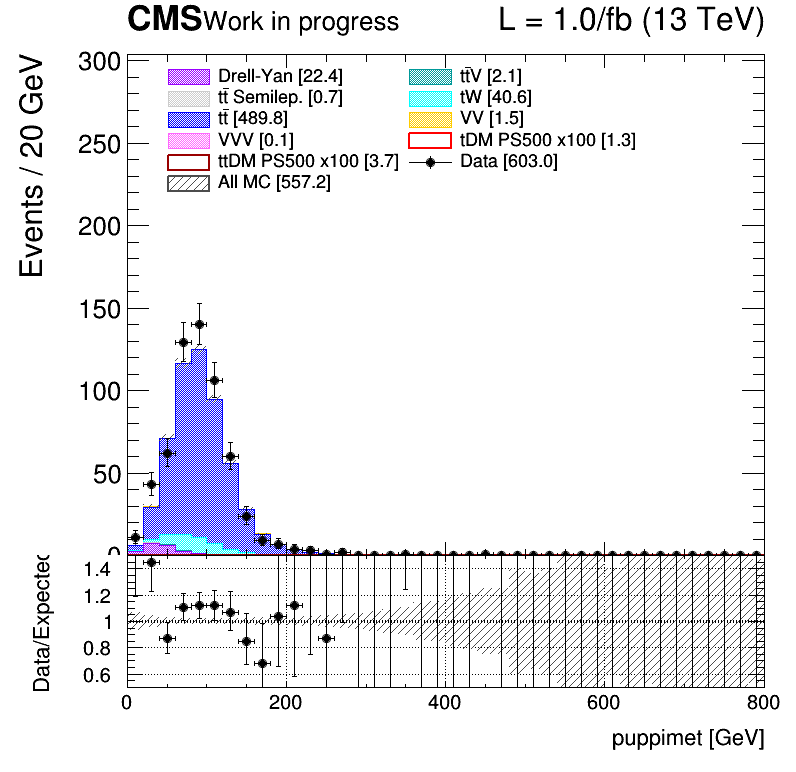 CMS Work in progress L = 1.0/fb (13 TeV)
Events / 20 GeV
300
250
200
150
100
50
0
Drell-Yan [22.4] tt̄V [2.1]
tt̄ Semilep. [0.7] tW [40.6]
tt̄ [489.8] VV [1.5]
VVV [0.1] tDM PS500 x100 [1.3]
ttDM PS500 x100 [3.7] Data [603.0]
All MC [557.2]
Data/Expected
1.4
1.2
1
0.8
0.6
0 200 400 600 800
puppimet [GeV]